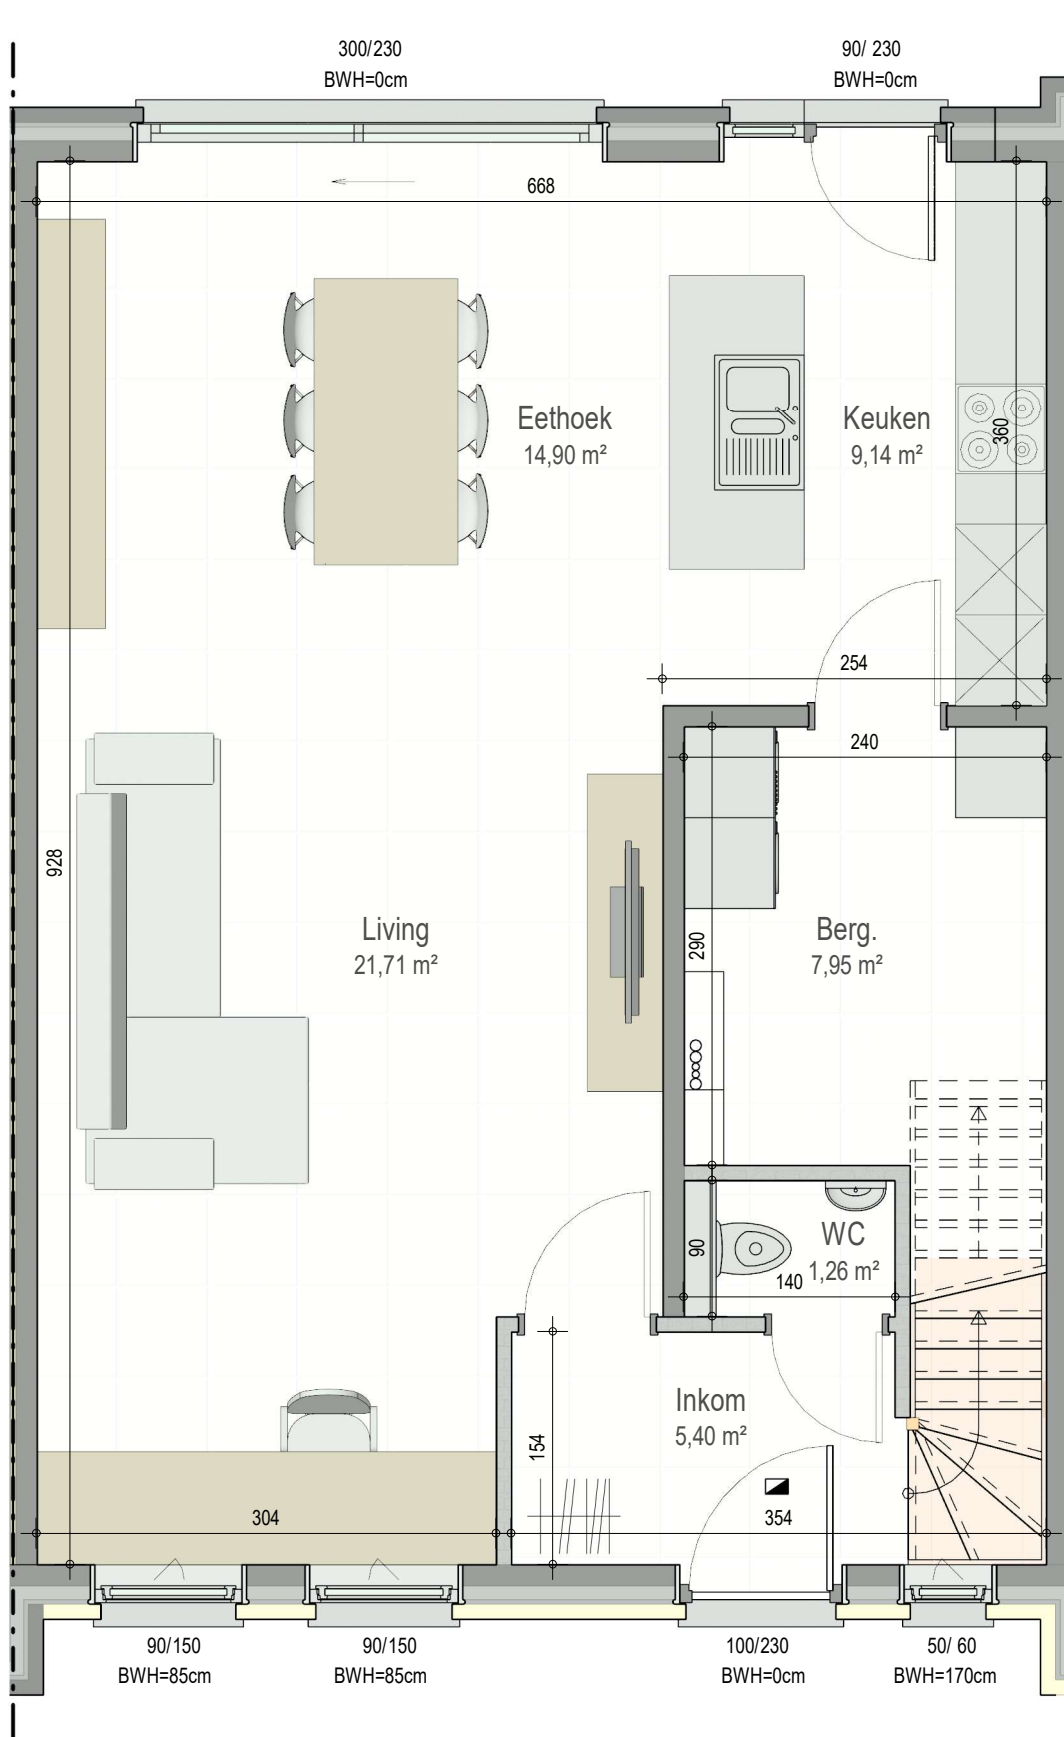 300/230
BWH=0cm
90/ 230
BWH=0cm
668
Eethoek
14,90 m²
Keuken
9,14 m²
360
254
240
928
Living
21,71 m²
290
Berg.
7,95 m²
90
WC
1,26 m²
140
Inkom
5,40 m²
154
304
354
90/150
BWH=85cm
90/150
BWH=85cm
100/230
BWH=0cm
50/ 60
BWH=170cm